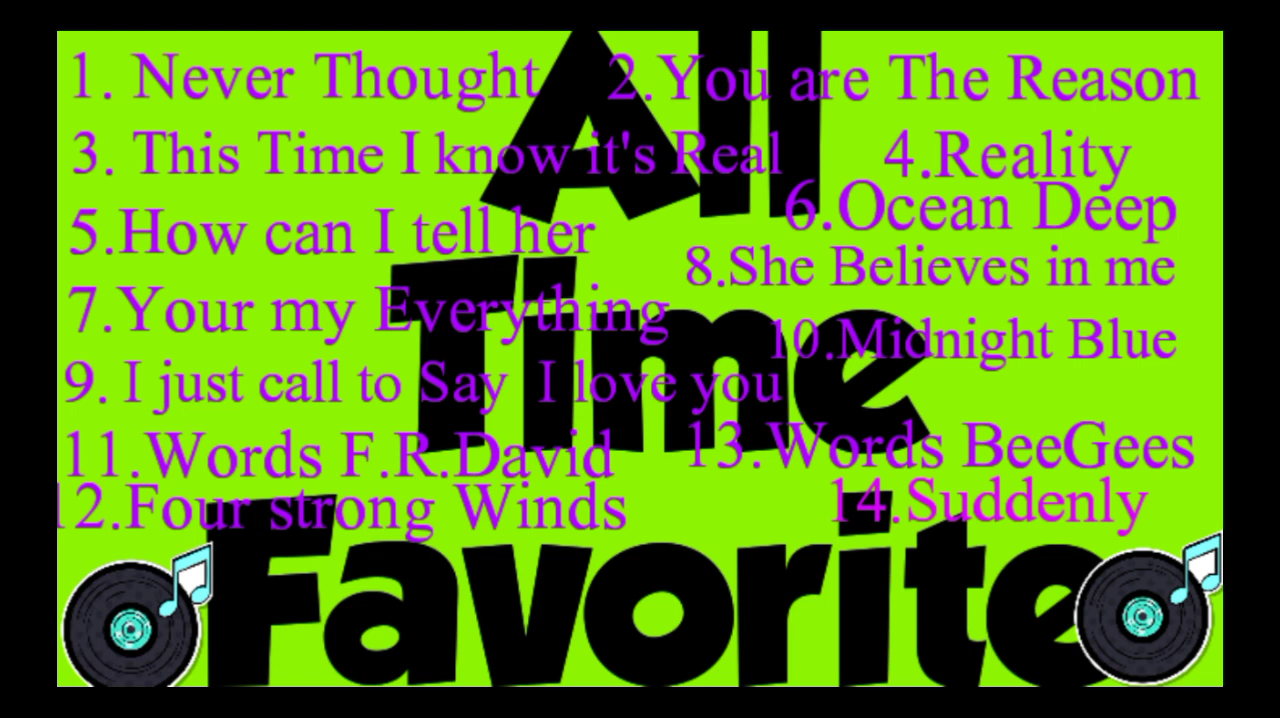 All
Time
Favorite
1. Never Thought
2.You are The Reason
3. This Time I know it's Real
4.Reality
5.How can I tell her
6.Ocean Deep
7.Your my Everything
8.She Believes in me
9. I just call to Say I love you
10.Midnight Blue
11.Words F.R.David
12.Four strong Winds
13.Words BeeGees
14.Suddenly